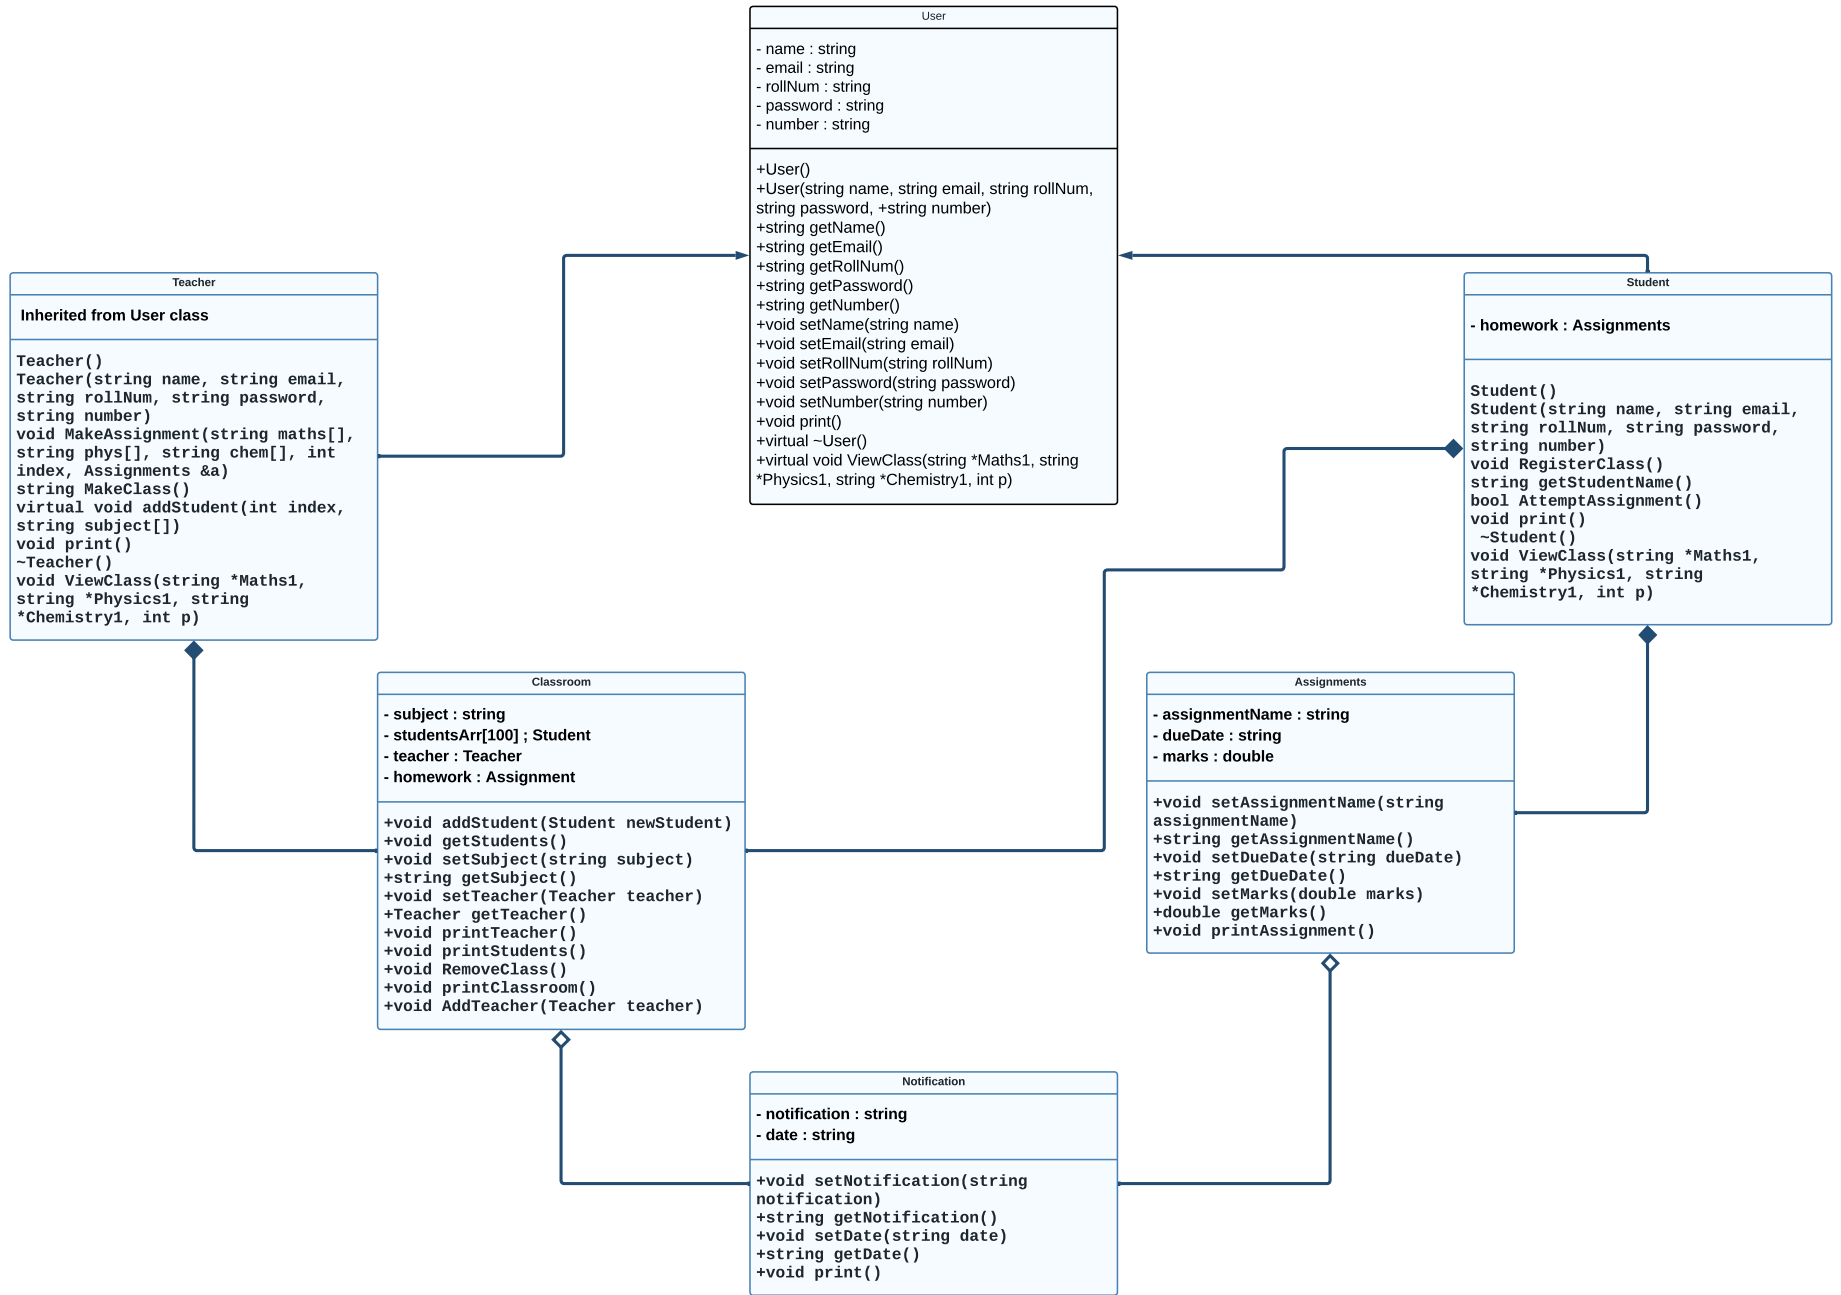 User
- name : string
- email : string
- rollNum : string
- password : string
- number : string
+User()
+User(string name, string email, string rollNum,
string password, +string number)
+string getName()
+string getEmail()
+string getRollNum()
+string getPassword()
+string getNumber()
+void setName(string name)
+void setEmail(string email)
+void setRollNum(string rollNum)
+void setPassword(string password)
+void setNumber(string number)
+void print()
+virtual ~User()
+virtual void ViewClass(string *Maths1, string
*Physics1, string *Chemistry1, int p)
Teacher
Inherited from User class
Teacher()
Teacher(string name, string email,
string rollNum, string password,
string number)
void MakeAssignment(string maths[],
string phys[], string chem[], int
index, Assignments &a)
string MakeClass()
virtual void addStudent(int index,
string subject[])
void print()
~Teacher()
void ViewClass(string *Maths1,
string *Physics1, string
*Chemistry1, int p)
Student
- homework : Assignments
Student()
Student(string name, string email,
string rollNum, string password,
string number)
void RegisterClass()
string getStudentName()
bool AttemptAssignment()
void print()
~Student()
void ViewClass(string *Maths1,
string *Physics1, string
*Chemistry1, int p)
Classroom
- subject : string
- studentsArr[100] ; Student
- teacher : Teacher
- homework : Assignment
+void addStudent(Student newStudent)
+void getStudents()
+void setSubject(string subject)
+string getSubject()
+void setTeacher(Teacher teacher)
+Teacher getTeacher()
+void printTeacher()
+void printStudents()
+void RemoveClass()
+void printClassroom()
+void AddTeacher(Teacher teacher)
Assignments
- assignmentName : string
- dueDate : string
- marks : double
+void setAssignmentName(string
assignmentName)
+string getAssignmentName()
+void setDueDate(string dueDate)
+string getDueDate()
+void setMarks(double marks)
+double getMarks()
+void printAssignment()
Notification
- notification : string
- date : string
+void setNotification(string
notification)
+string getNotification()
+void setDate(string date)
+string getDate()
+void print()